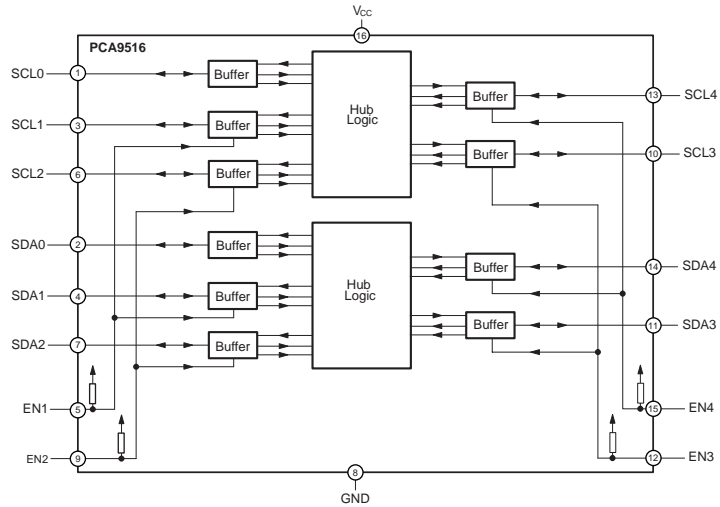 VCC
16
PCA9516
SCL0 1 Buffer
Hub
Logic
Buffer 13 SCL4
SCL1 3 Buffer
Buffer 10 SCL3
SCL2 6 Buffer
SDA0 2 Buffer
Hub
Logic
Buffer 14 SDA4
SDA1 4 Buffer
Buffer 11 SDA3
SDA2 7 Buffer
EN1 5
15 EN4
EN2 9
12 EN3
8
GND